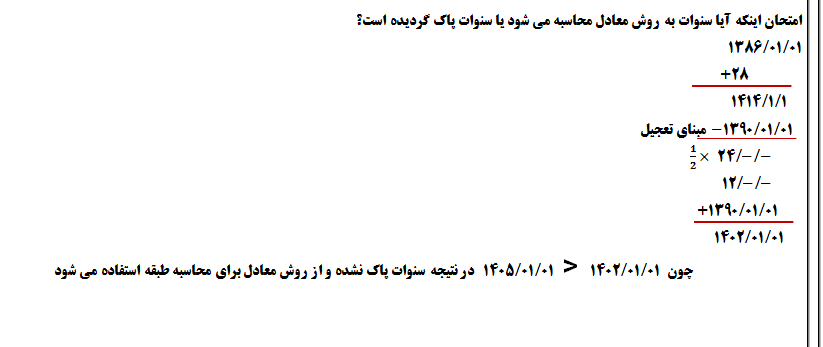 امتحان اینکه آیا سنوات به روش معادل محاسبه می شود یا سنوات پاک گردیده است؟
۱۳۸۶/۰۱/۰۱
+۲۸
۱۴۱۴/۱/۱
۱۳۹۰/۰۱/۰۱− مبنای تعجیل
½ × ۲۴/−/−
۱۲/−/−
+۱۳۹۰/۰۱/۰۱
۱۴۰۲/۰۱/۰۱
چون ۱۴۰۲/۰۱/۰۱ > ۱۴۰۵/۰۱/۰۱ در نتیجه سنوات پاک نشده و از روش معادل برای محاسبه طبقه استفاده می شود